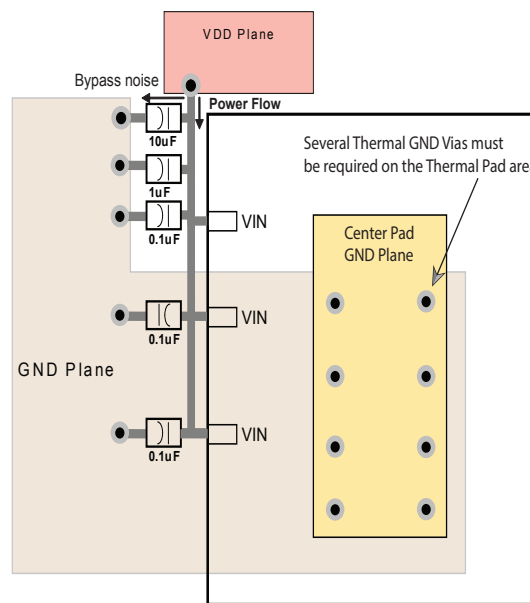 VDD Plane
Bypass noise
Power Flow
10uF
Several Thermal GND Vias must
be required on the Thermal Pad are
1uF
0.1uF
VIN
Center Pad
GND Plane
VIN
0.1uF
GND Plane
VIN
0.1uF